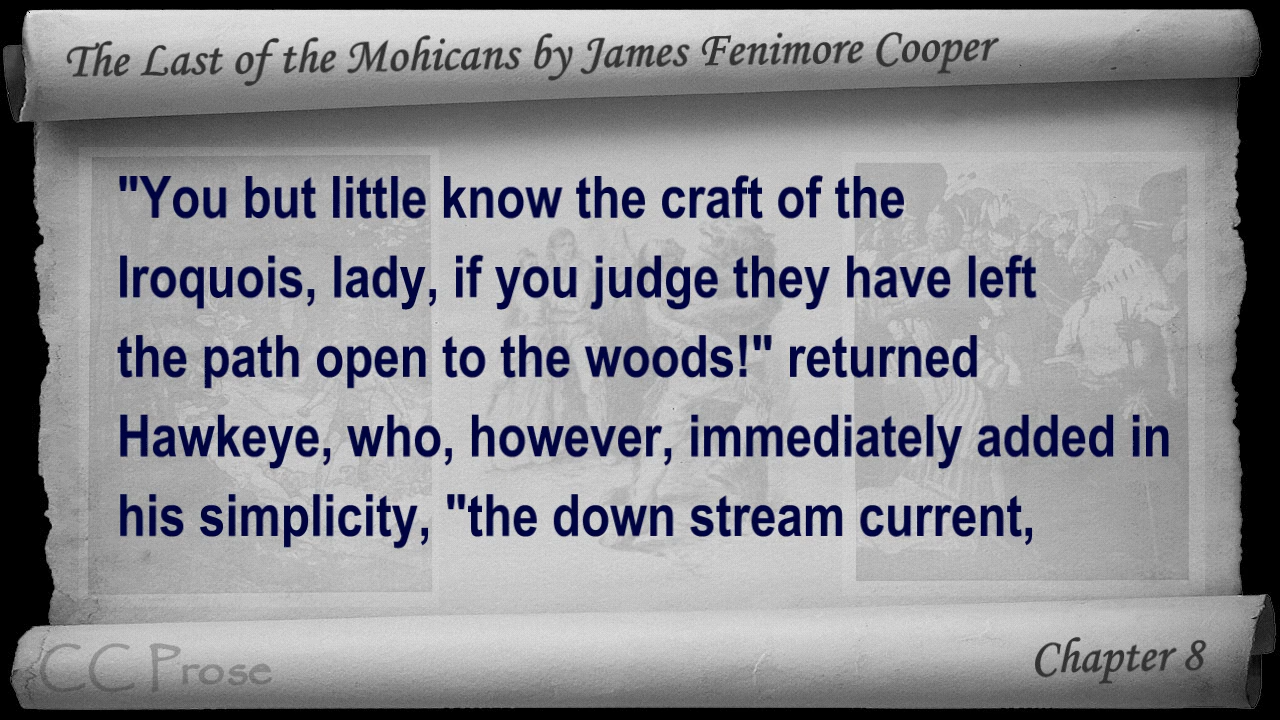 The Last of the Mohicans by James Fenimore Cooper
"You but little know the craft of the
Iroquois, lady, if you judge they have left
the path open to the woods!" returned
Hawkeye, who, however, immediately added in
his simplicity, "the down stream current,
CC Prose
Chapter 8